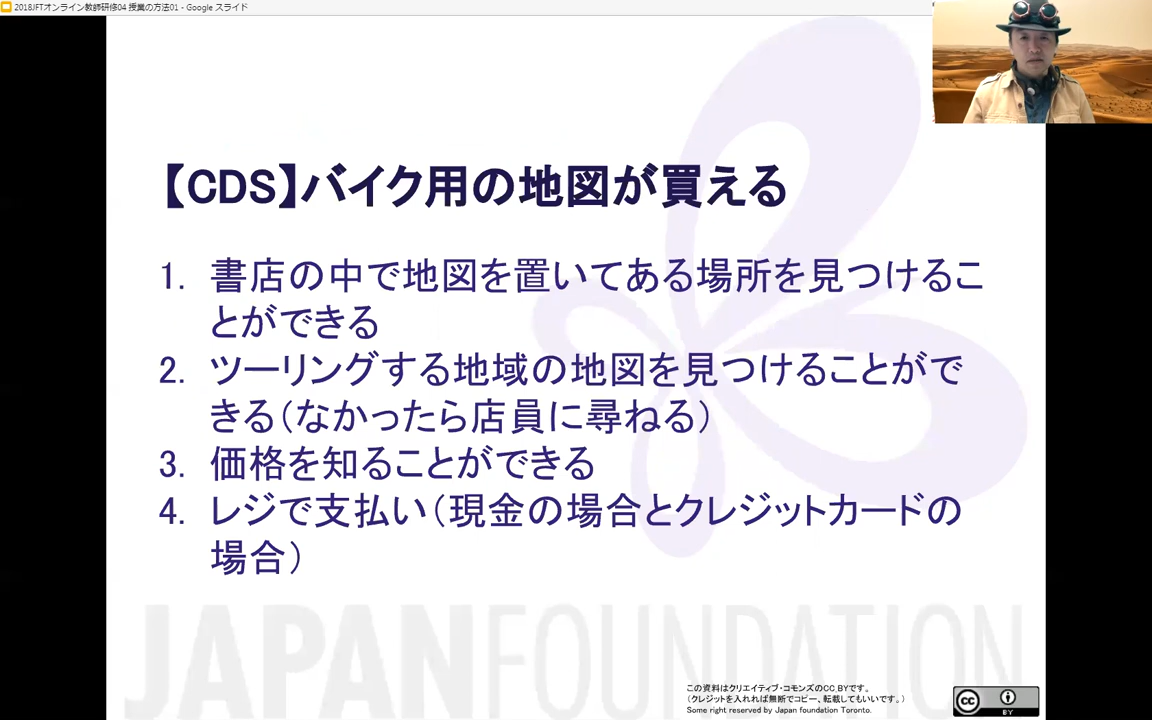 2018JFTオンライン教師研修04 授業の方法01 - Google スライド
【CDS】バイク用の地図が買える
1. 書店の中で地図を置いてある場所を見つけるこ
とができる
2. ツーリングする地域の地図を見つけることがで
きる（なかったら店員に尋ねる）
3. 価格を知ることができる
4. レジで支払い（現金の場合とクレジットカードの
場合）
JAPANFOUNDATION
この資料はクリエイティブ・コモンズのCC BYです。
（クレジットを入れれば無断でコピー、転載してもいいです。）
Some right reserved by Japan foundation Toronto.
cc
BY